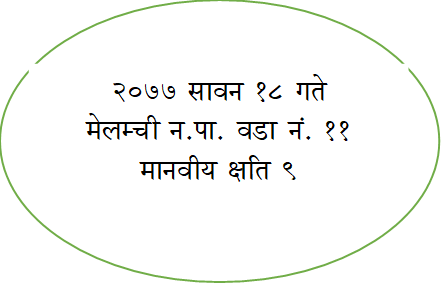 २०७७ सावन १८ गते
मेलम्ची न.पा. वडा नं. ११
मानवीय क्षति ९